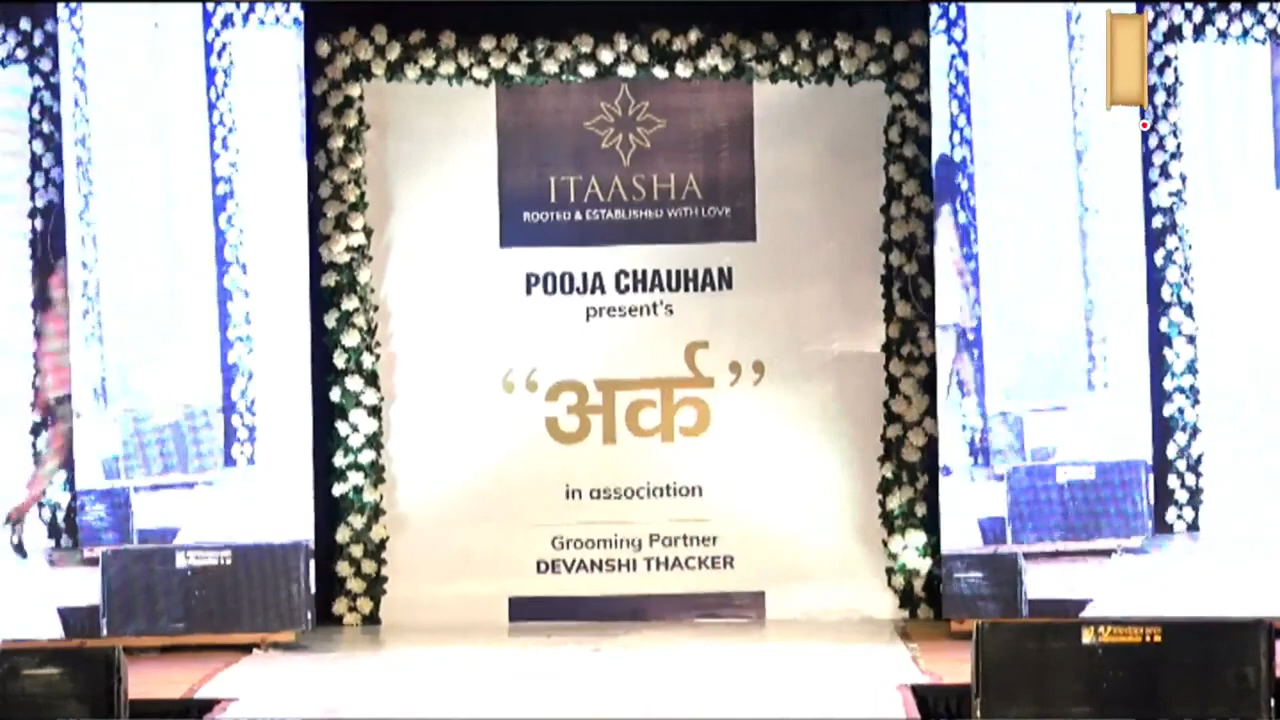 ITAASHA
ROOTED & ESTABLISHED WITH LOVE
POOJA CHAUHAN
present's
“अर्क”
in association
Grooming Partner
DEVANSHI THACKER